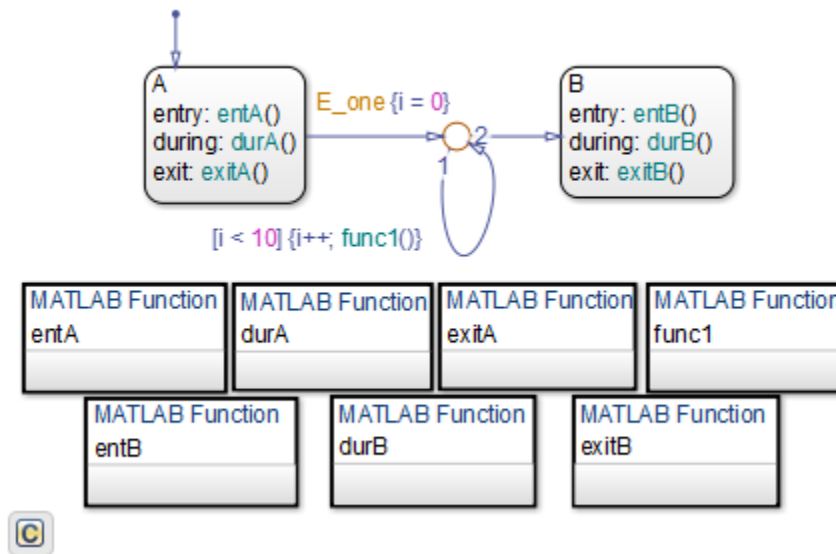 A
entry: entA()
during: durA()
exit: exitA()
E_one {i = 0}
2
1
B
entry: entB()
during: durB()
exit: exitB()
[i < 10] {i++; func1()}
MATLAB Function
entA
MATLAB Function
durA
MATLAB Function
exitA
MATLAB Function
func1
MATLAB Function
entB
MATLAB Function
durB
MATLAB Function
exitB
C